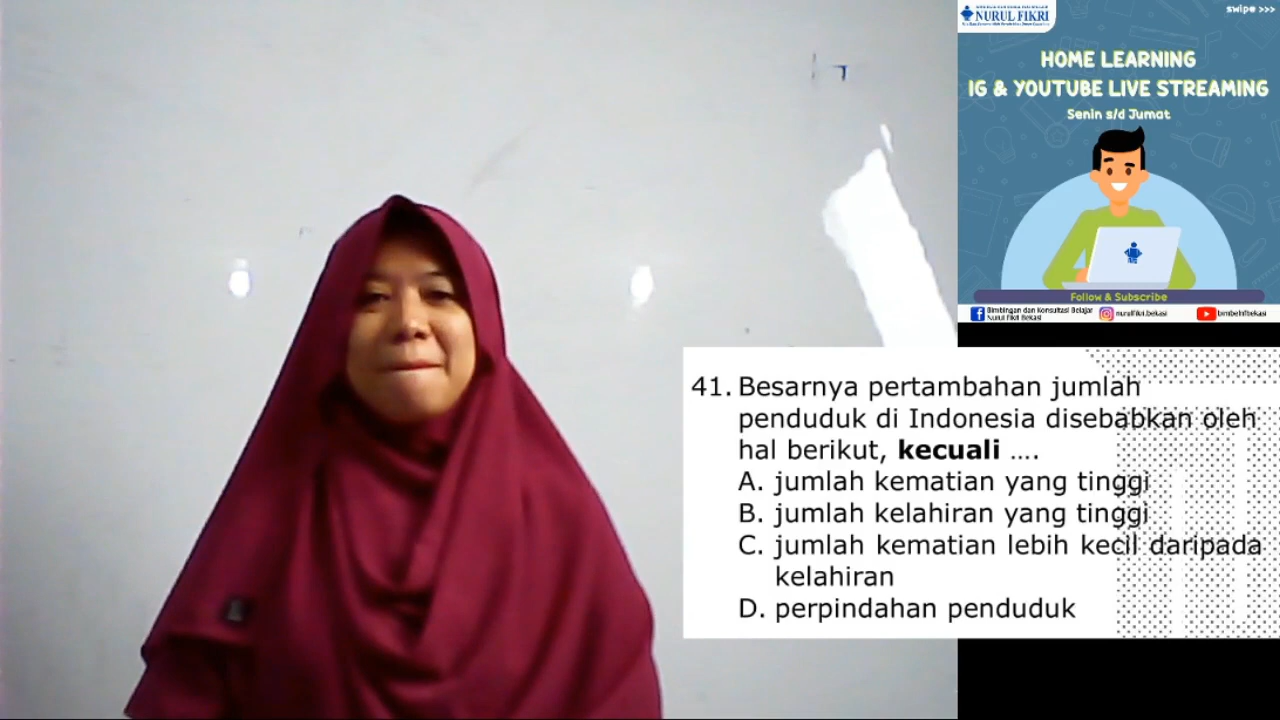 NURUL FIKRI
swipe >>>
HOME LEARNING
IG & YOUTUBE LIVE STREAMING
Senin s/d Jumat
Follow & Subscribe
Bimbingan dan Konsultasi Belajar
Nurul Fikri Bekasi
nurulfikri.bekasi
bimbelnfbekasi
41. Besarnya pertambahan jumlah
penduduk di Indonesia disebabkan oleh
hal berikut, kecuali ....
A. jumlah kematian yang tinggi
B. jumlah kelahiran yang tinggi
C. jumlah kematian lebih kecil daripada
kelahiran
D. perpindahan penduduk